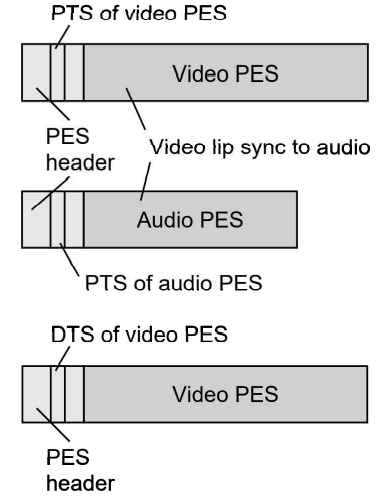 PTS of video PES
Video PES
PES
header
Video lip sync to audio
Audio PES
PTS of audio PES
DTS of video PES
Video PES
PES
header